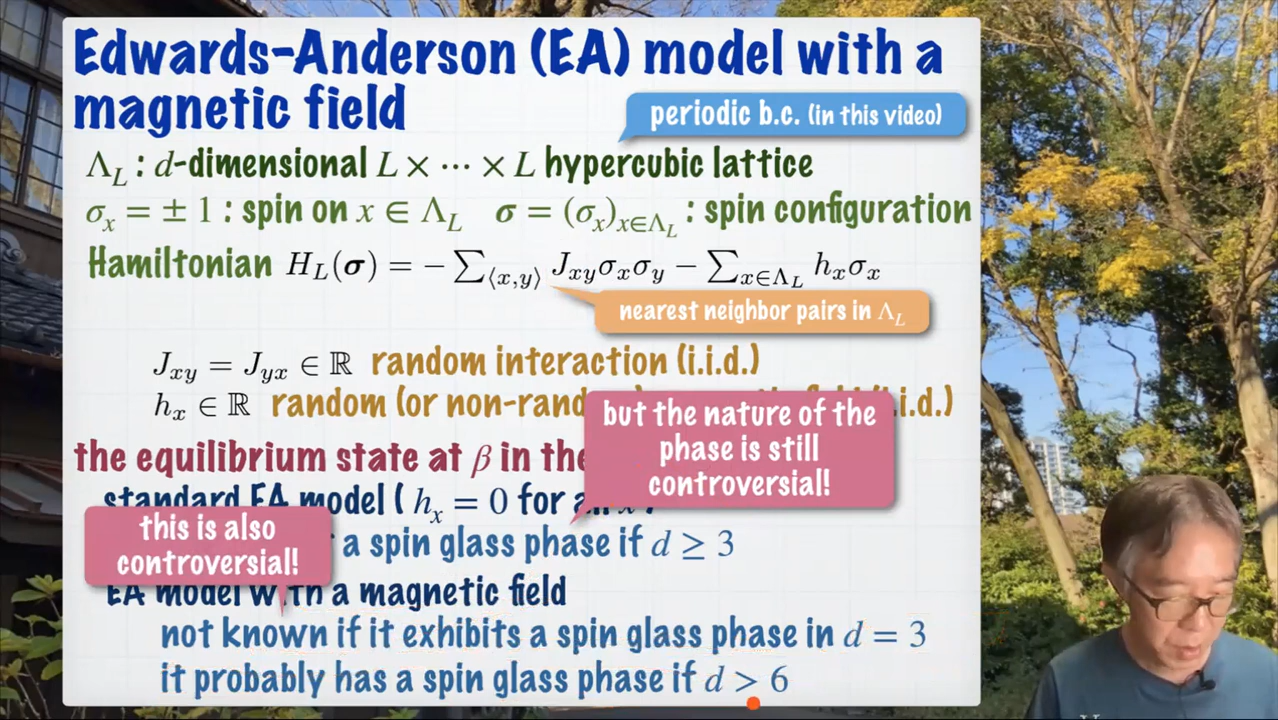 Edwards-Anderson (EA) model with a
magnetic field
periodic b.c. (in this video)
Λ_L : d-dimensional L × ⋯ × L hypercubic lattice
σ_x = ± 1 : spin on x ∈ Λ_L   σ = (σ_x)_{x∈Λ_L} : spin configuration
Hamiltonian H_L(σ) = − ∑_{⟨x,y⟩} J_{xy}σ_xσ_y − ∑_{x∈Λ_L} h_xσ_x
nearest neighbor pairs in Λ_L
J_{xy} = J_{yx} ∈ ℝ random interaction (i.i.d.)
h_x ∈ ℝ random (or non-rand i.d.)
but the nature of the
phase is still
controversial!
the equilibrium state at β in the
standard EA model ( h_x = 0 for
this is also
controversial!
a spin glass phase if d ≥ 3
EA model with a magnetic field
not known if it exhibits a spin glass phase in d = 3
it probably has a spin glass phase if d > 6